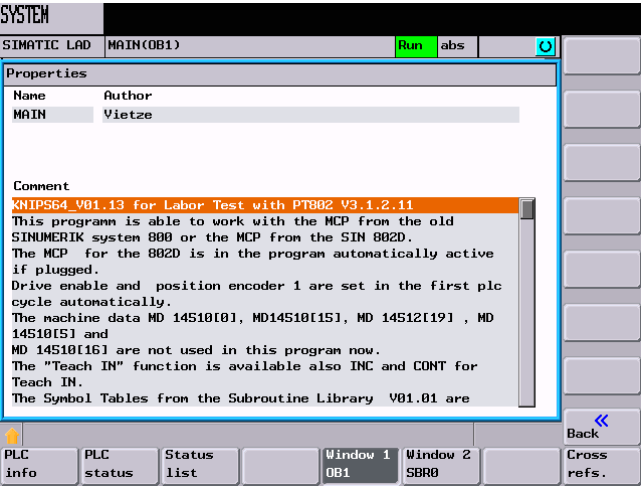 SYSTEM
SIMATIC LAD MAIN(OB1) Run abs
Properties
Name Author
MAIN Vietze
Comment
KNIPS64_V01.13 for Labor Test with PT802 V3.1.2.11
This programm is able to work with the MCP from the old
SINUMERIK system 800 or the MCP from the SIN 802D.
The MCP for the 802D is in the program automatically active
if plugged.
Drive enable and position encoder 1 are set in the first plc
cycle automatically.
The machine data MD 14510[0], MD14510[15], MD 14512[19] , MD
14510[5] and
MD 14510[16] are not used in this program now.
The "Teach IN" function is available also INC and CONT for
Teach IN.
The Symbol Tables from the Subroutine Library V01.01 are
Back
PLC info
PLC status
Status list
Window 1 OB1
Window 2 SBR0
Cross refs.